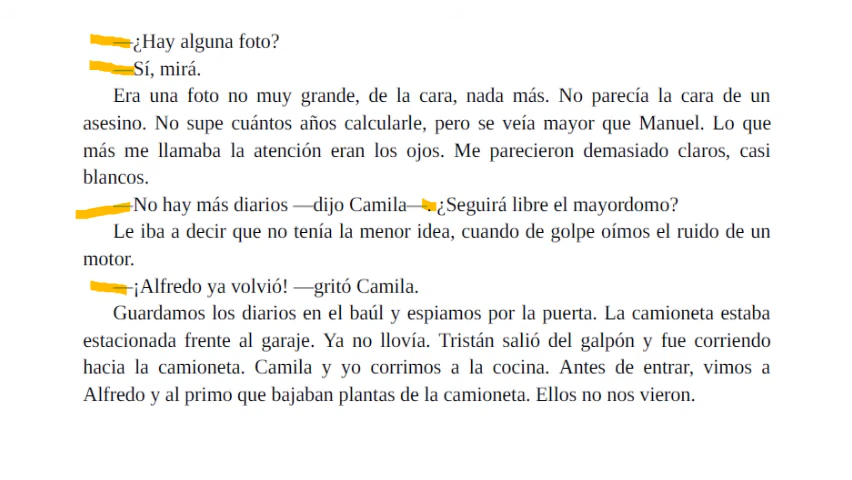 —¿Hay alguna foto?
—Sí, mirá.
Era una foto no muy grande, de la cara, nada más. No parecía la cara de un
asesino. No supe cuántos años calcularle, pero se veía mayor que Manuel. Lo que
más me llamaba la atención eran los ojos. Me parecieron demasiado claros, casi
blancos.
—No hay más diarios —dijo Camila—. ¿Seguirá libre el mayordomo?
Le iba a decir que no tenía la menor idea, cuando de golpe oímos el ruido de un
motor.
—¡Alfredo ya volvió! —gritó Camila.
Guardamos los diarios en el baúl y espiamos por la puerta. La camioneta estaba
estacionada frente al garaje. Ya no llovía. Tristán salió del galpón y fue corriendo
hacia la camioneta. Camila y yo corrimos a la cocina. Antes de entrar, vimos a
Alfredo y al primo que bajaban plantas de la camioneta. Ellos no nos vieron.